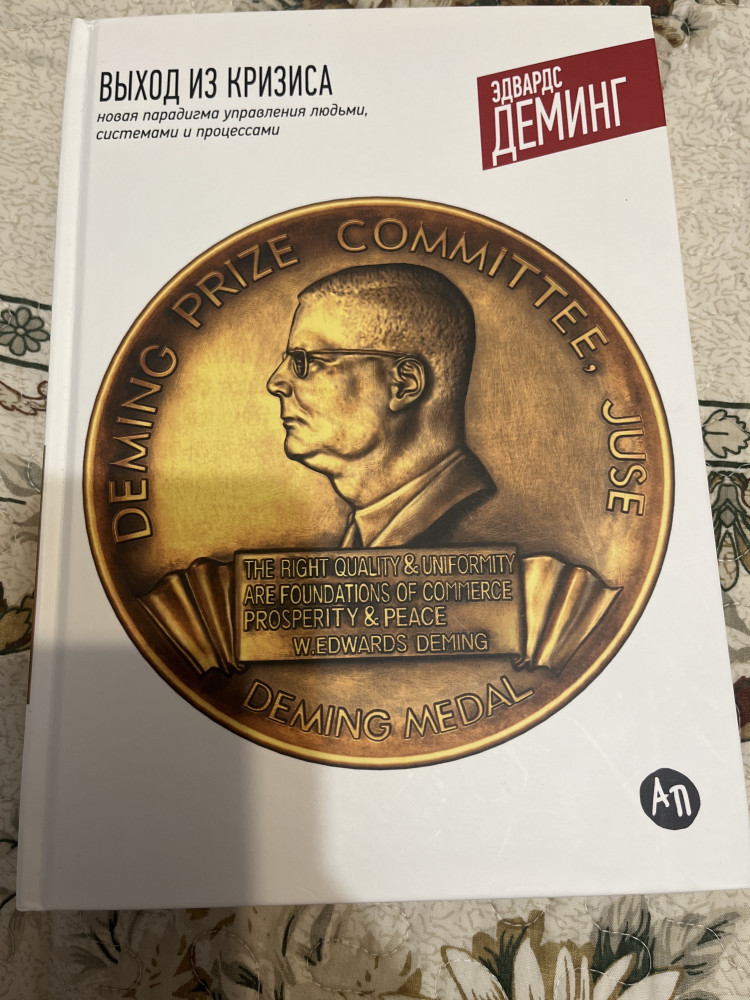 ВЫХОД ИЗ КРИЗИСА
новая парадигма управления людьми,
системами и процессами
ЭДВАРДС
ДЕМИНГ
DEMING PRIZE COMMITTEE, JUSE
THE RIGHT QUALITY & UNIFORMITY
ARE FOUNDATIONS OF COMMERCE
PROSPERITY & PEACE
W.EDWARDS DEMING
DEMING MEDAL
АП